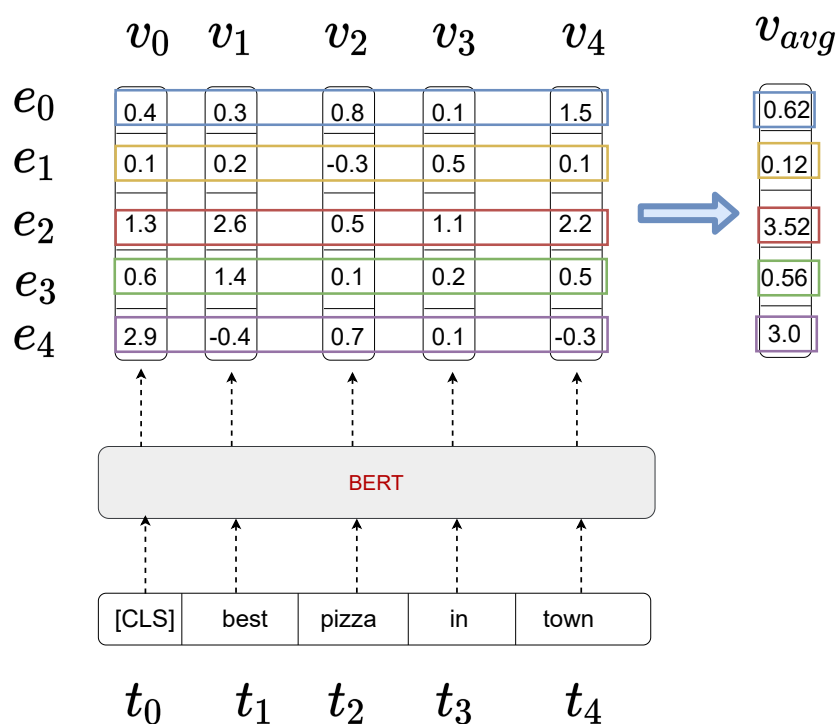 v0 v1 v2 v3 v4 vavg
e0 0.4 0.3 0.8 0.1 1.5 0.62
e1 0.1 0.2 -0.3 0.5 0.1 0.12
e2 1.3 2.6 0.5 1.1 2.2 3.52
e3 0.6 1.4 0.1 0.2 0.5 0.56
e4 2.9 -0.4 0.7 0.1 -0.3 3.0
BERT
[CLS] best pizza in town
t0 t1 t2 t3 t4